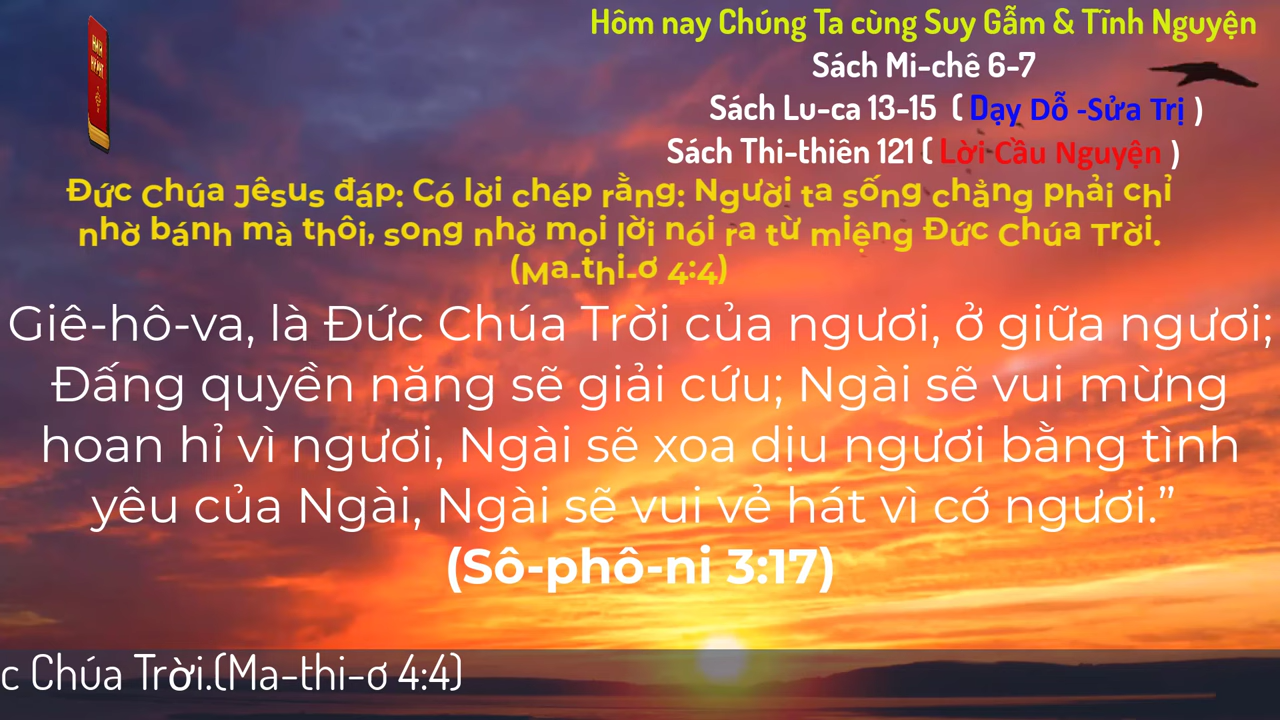 Hôm nay Chúng Ta cùng Suy Gẫm & Tĩnh Nguyện
Sách Mi-chê 6-7
Sách Lu-ca 13-15 ( Dạy Dỗ -Sửa Trị )
Sách Thi-thiên 121 ( Lời Cầu Nguyện )
Đức Chúa Jêsus đáp: Có lời chép rằng: Người ta sống chẳng phải chỉ
nhờ bánh mà thôi, song nhờ mọi lời nói ra từ miệng Đức Chúa Trời.
(Ma-thi-ơ 4:4)
Giê-hô-va, là Đức Chúa Trời của ngươi, ở giữa ngươi;
Đấng quyền năng sẽ giải cứu; Ngài sẽ vui mừng
hoan hỉ vì ngươi, Ngài sẽ xoa dịu ngươi bằng tình
yêu của Ngài, Ngài sẽ vui vẻ hát vì cớ ngươi.”
(Sô-phô-ni 3:17)
c Chúa Trời.(Ma-thi-ơ 4:4)